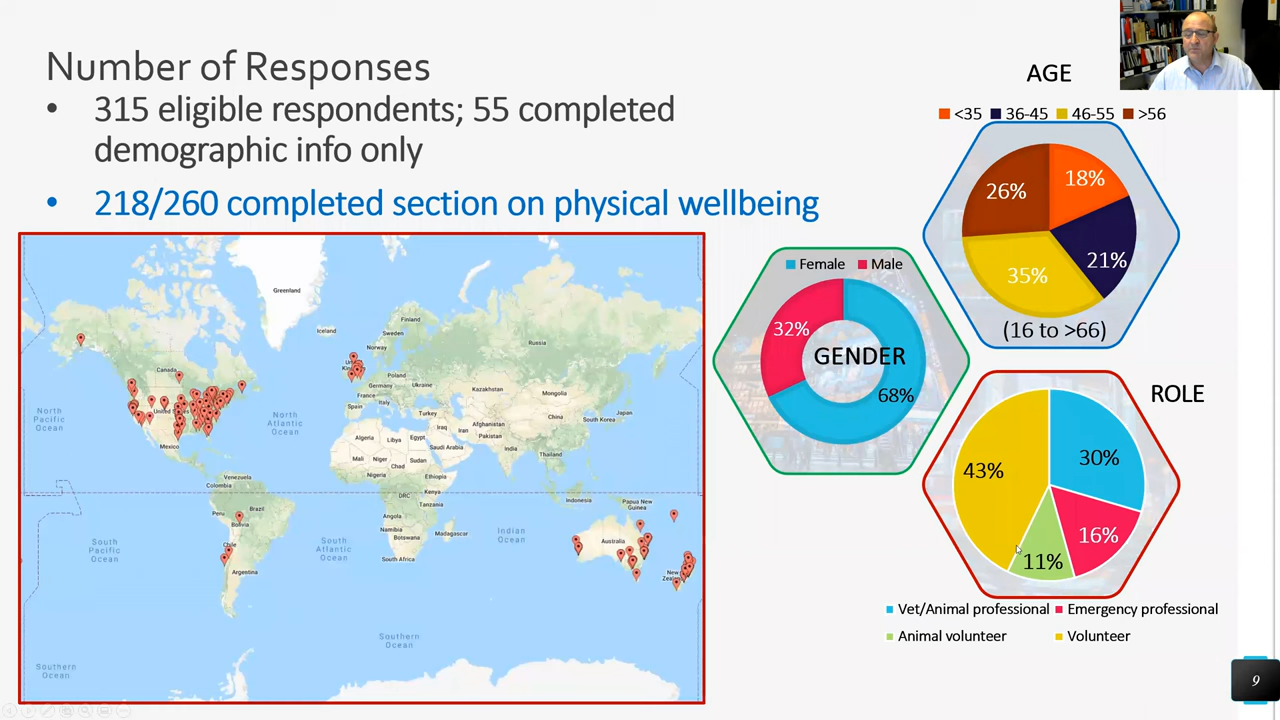 Number of Responses
• 315 eligible respondents; 55 completed
demographic info only
• 218/260 completed section on physical wellbeing
AGE
<35 36-45 46-55 >56
18%
21%
35%
26%
(16 to >66)
Female Male
32%
GENDER
68%
ROLE
30%
16%
11%
43%
Vet/Animal professional Emergency professional
Animal volunteer Volunteer
Greenland
Iceland
Finland
Sweden
Norway
Russia
Canada
Poland
Germany
Ukraine
Kazakhstan
Mongolia
North
Pacific
Ocean
North
Atlantic
Ocean
France
Italy
Spain
Turkey
China
Japan
South Korea
Iraq
Iran
Afghanistan
Pakistan
Algeria
Libya
Egypt
Saudi Arabia
India
Mexico
Mali
Niger
Sudan
Chad
Nigeria
Ethiopia
Thailand
Venezuela
Colombia
DRC
Kenya
Tanzania
Indonesia
Papua New
Guinea
Peru
Brazil
Bolivia
Angola
Namibia
Botswana
Madagascar
Indian
Ocean
Australia
South
Pacific
Ocean
Chile
South
Atlantic
Ocean
South Africa
Argentina
New
Zealand
Southern
Ocean
Southern
Ocean
9